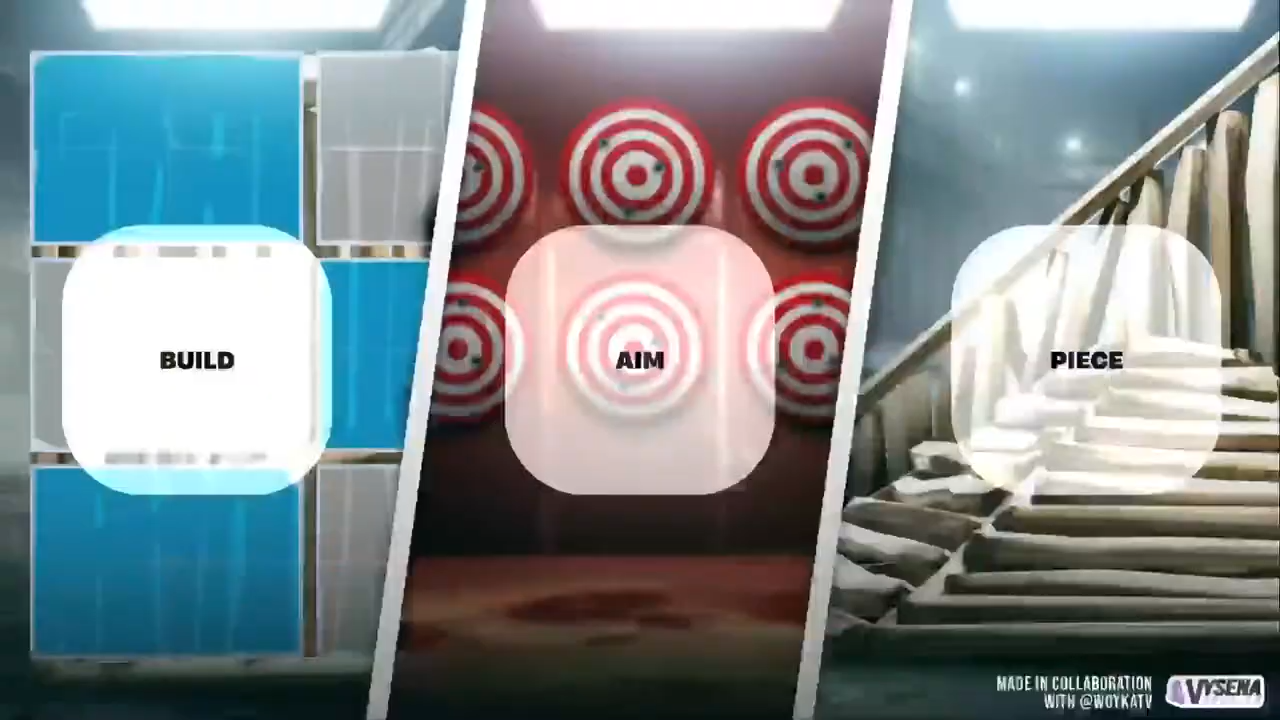 BUILD
AIM
PIECE
MADE IN COLLABORATION
WITH @WOYKATV
VYSENA